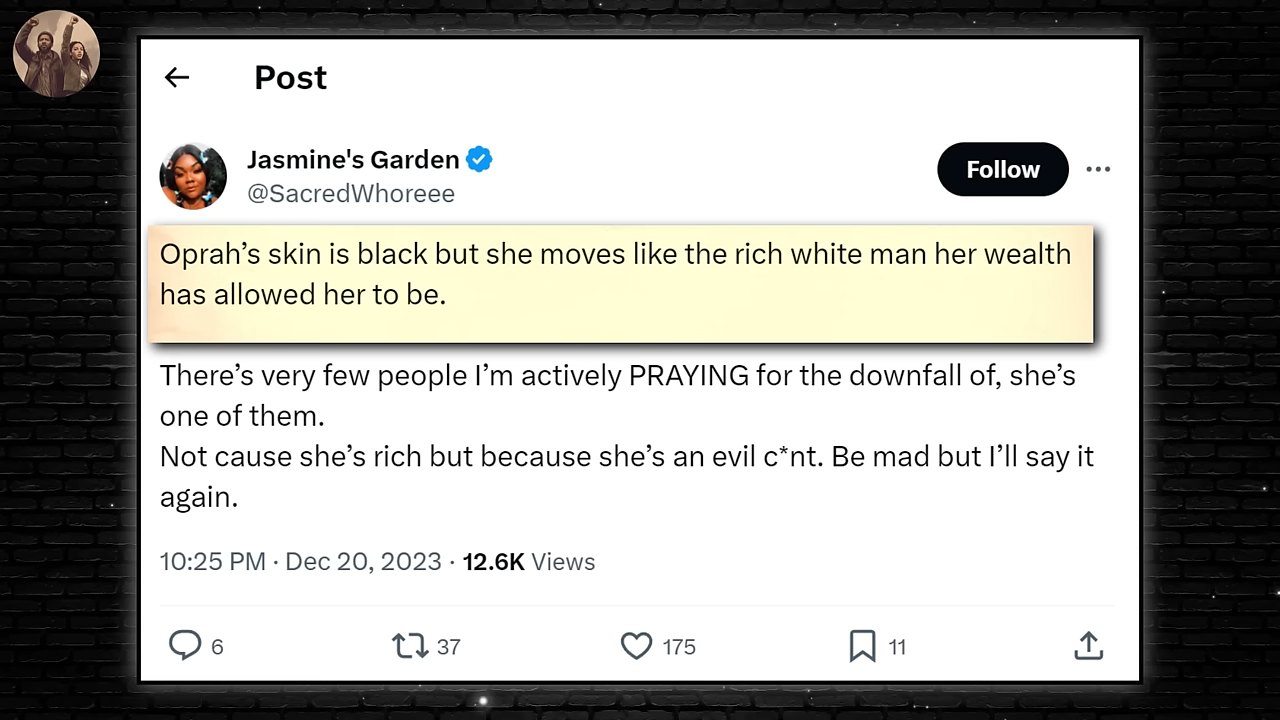 Post
Jasmine's Garden
@SacredWhoreee
Follow
Oprah’s skin is black but she moves like the rich white man her wealth
has allowed her to be.
There’s very few people I’m actively PRAYING for the downfall of, she’s
one of them.
Not cause she’s rich but because she’s an evil c*nt. Be mad but I’ll say it
again.
10:25 PM · Dec 20, 2023 · 12.6K Views
6 37 175 11